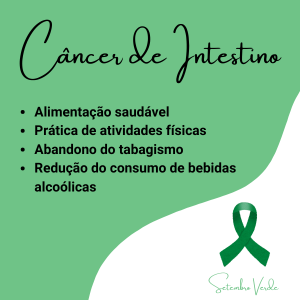 Câncer de Intestino
Alimentação saudável
Prática de atividades físicas
Abandono do tabagismo
Redução do consumo de bebidas
alcoólicas
Setembro Verde